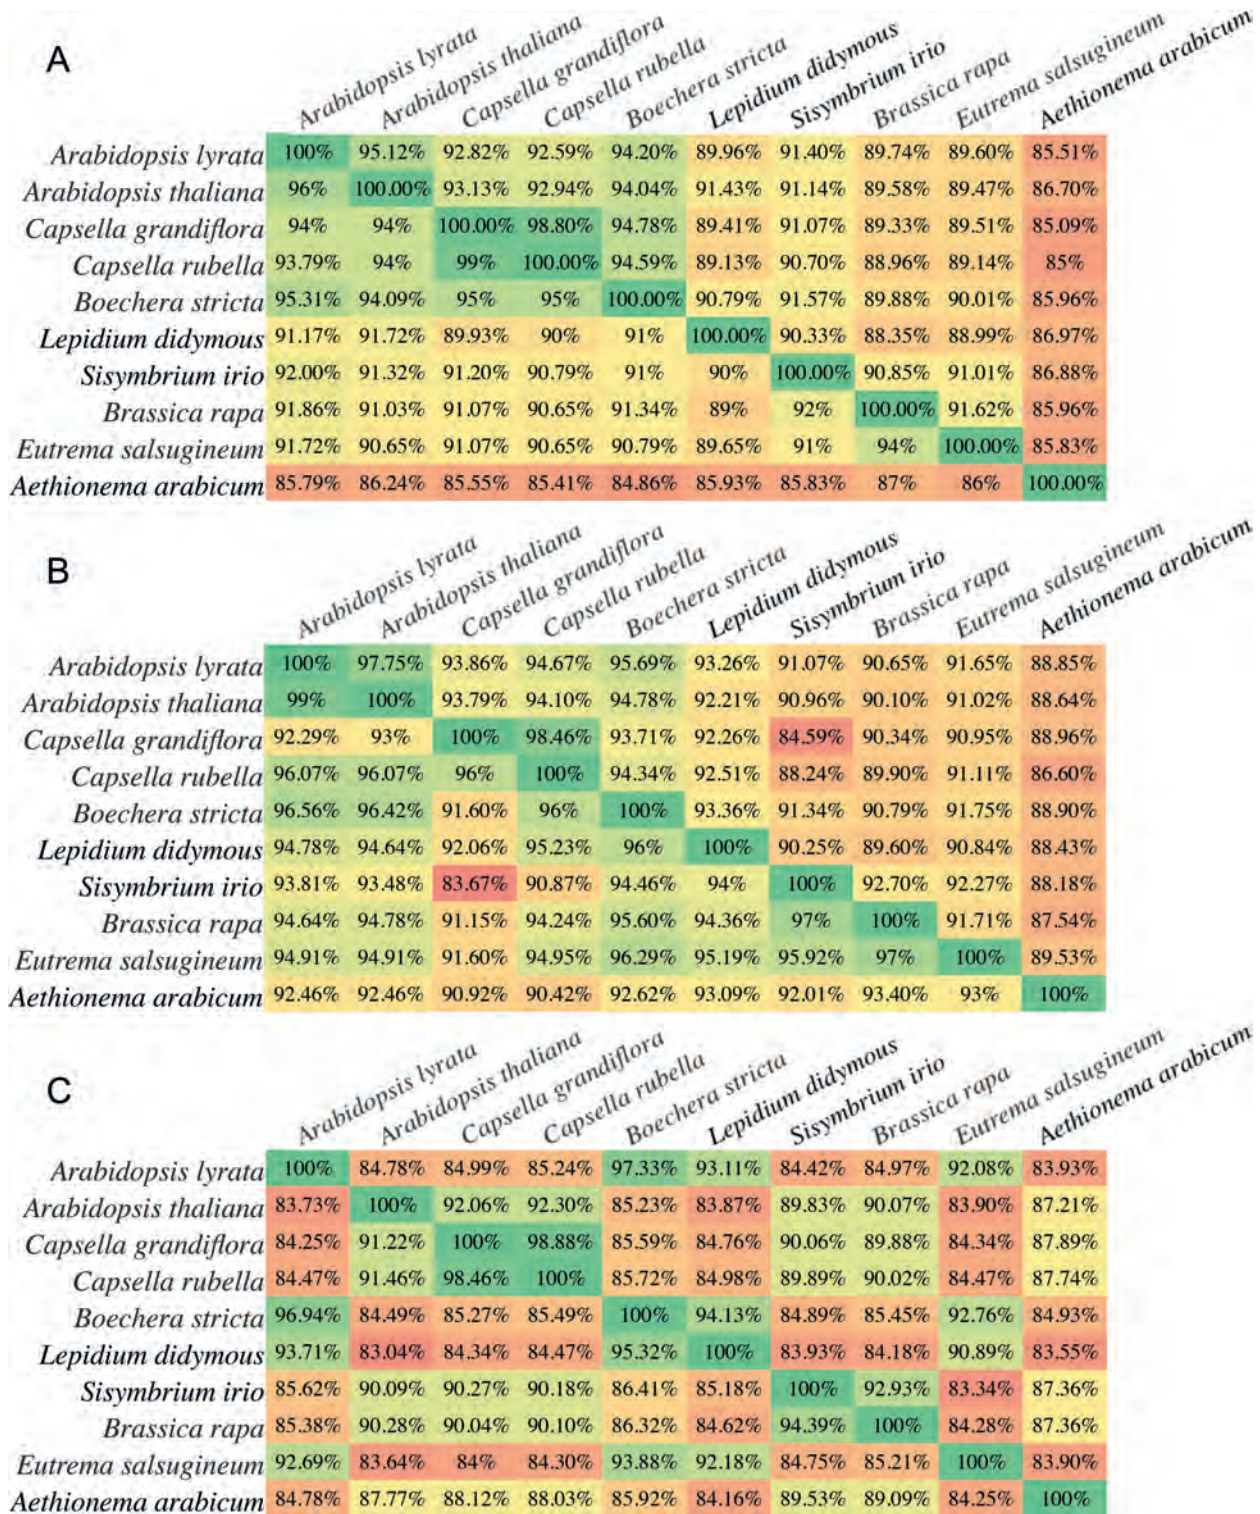 A
Arabidopsis lyrata Arabidopsis thaliana Capsella grandiflora Capsella rubella Boechera stricta Lepidium didymous Sisymbrium irio Brassica rapa Eutrema salsugineum Aethionema arabicum
Arabidopsis lyrata 100% 95.12% 92.82% 92.59% 94.20% 89.96% 91.40% 89.74% 89.60% 85.51%
Arabidopsis thaliana 96% 100.00% 93.13% 92.94% 94.04% 91.43% 91.14% 89.58% 89.47% 86.70%
Capsella grandiflora 94% 94% 100.00% 98.80% 94.78% 89.41% 91.07% 89.33% 89.51% 85.09%
Capsella rubella 93.79% 94% 99% 100.00% 94.59% 89.13% 90.70% 88.96% 89.14% 85%
Boechera stricta 95.31% 94.09% 95% 95% 100.00% 90.79% 91.57% 89.88% 90.01% 85.96%
Lepidium didymous 91.17% 91.72% 89.93% 90% 91% 100.00% 90.33% 88.35% 88.99% 86.97%
Sisymbrium irio 92.00% 91.32% 91.20% 90.79% 91% 90% 100.00% 90.85% 91.01% 86.88%
Brassica rapa 91.86% 91.03% 91.07% 90.65% 91.34% 89% 92% 100.00% 91.62% 85.96%
Eutrema salsugineum 91.72% 90.65% 91.07% 90.65% 90.79% 89.65% 91% 94% 100.00% 85.83%
Aethionema arabicum 85.79% 86.24% 85.55% 85.41% 84.86% 85.93% 85.83% 87% 86% 100.00%
B
Arabidopsis lyrata Arabidopsis thaliana Capsella grandiflora Capsella rubella Boechera stricta Lepidium didymous Sisymbrium irio Brassica rapa Eutrema salsugineum Aethionema arabicum
Arabidopsis lyrata 100% 97.75% 93.86% 94.67% 95.69% 93.26% 91.07% 90.65% 91.65% 88.85%
Arabidopsis thaliana 99% 100% 93.79% 94.10% 94.78% 92.21% 90.96% 90.10% 91.02% 88.64%
Capsella grandiflora 92.29% 93% 100% 98.46% 93.71% 92.26% 84.59% 90.34% 90.95% 88.96%
Capsella rubella 96.07% 96.07% 96% 100% 94.34% 92.51% 88.24% 89.90% 91.11% 86.60%
Boechera stricta 96.56% 96.42% 91.60% 96% 100% 93.36% 91.34% 90.79% 91.75% 88.90%
Lepidium didymous 94.78% 94.64% 92.06% 95.23% 96% 100% 90.25% 89.60% 90.84% 88.43%
Sisymbrium irio 93.81% 93.48% 83.67% 90.87% 94.46% 94% 100% 92.70% 92.27% 88.18%
Brassica rapa 94.64% 94.78% 91.15% 94.24% 95.60% 94.36% 97% 100% 91.71% 87.54%
Eutrema salsugineum 94.91% 94.91% 91.60% 94.95% 96.29% 95.19% 95.92% 97% 100% 89.53%
Aethionema arabicum 92.46% 92.46% 90.92% 90.42% 92.62% 93.09% 92.01% 93.40% 93% 100%
C
Arabidopsis lyrata Arabidopsis thaliana Capsella grandiflora Capsella rubella Boechera stricta Lepidium didymous Sisymbrium irio Brassica rapa Eutrema salsugineum Aethionema arabicum
Arabidopsis lyrata 100% 84.78% 84.99% 85.24% 97.33% 93.11% 84.42% 84.97% 92.08% 83.93%
Arabidopsis thaliana 83.73% 100% 92.06% 92.30% 85.23% 83.87% 89.83% 90.07% 83.90% 87.21%
Capsella grandiflora 84.25% 91.22% 100% 98.88% 85.59% 84.76% 90.06% 89.88% 84.34% 87.89%
Capsella rubella 84.47% 91.46% 98.46% 100% 85.72% 84.98% 89.89% 90.02% 84.47% 87.74%
Boechera stricta 96.94% 84.49% 85.27% 85.49% 100% 94.13% 84.89% 85.45% 92.76% 84.93%
Lepidium didymous 93.71% 83.04% 84.34% 84.47% 95.32% 100% 83.93% 84.18% 90.89% 83.55%
Sisymbrium irio 85.62% 90.09% 90.27% 90.18% 86.41% 85.18% 100% 92.93% 83.34% 87.36%
Brassica rapa 85.38% 90.28% 90.04% 90.10% 86.32% 84.62% 94.39% 100% 84.28% 87.36%
Eutrema salsugineum 92.69% 83.64% 84% 84.30% 93.88% 92.18% 84.75% 85.21% 100% 83.90%
Aethionema arabicum 84.78% 87.77% 88.12% 88.03% 85.92% 84.16% 89.53% 89.09% 84.25% 100%